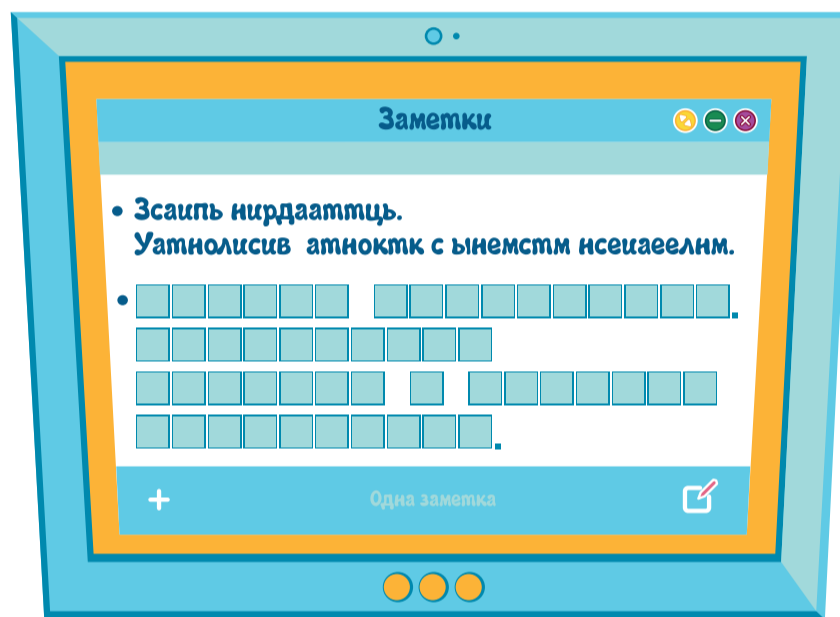 Заметки
• Зсаипь нирдааттць.
Уатнолисив атноктк с ынемстм нсеиаеелнм.
•
Одна заметка